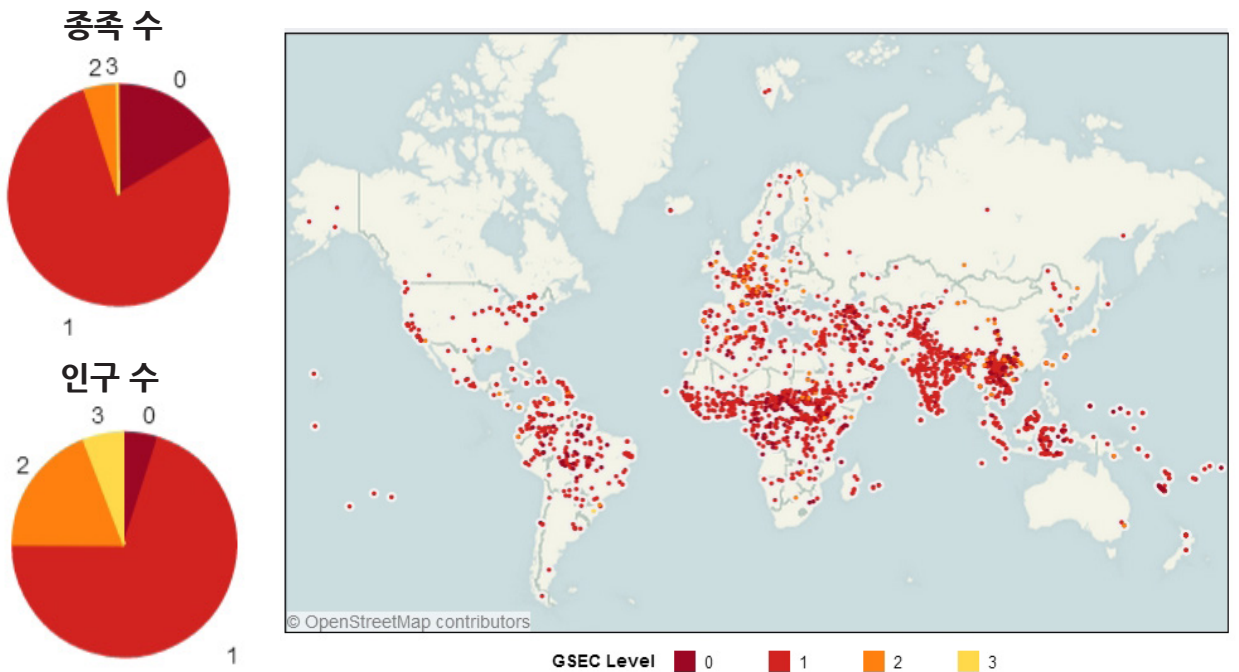 종족 수
2 3 0
1
인구 수
3 0
2
1
© OpenStreetMap contributors
GSEC Level 0 1 2 3